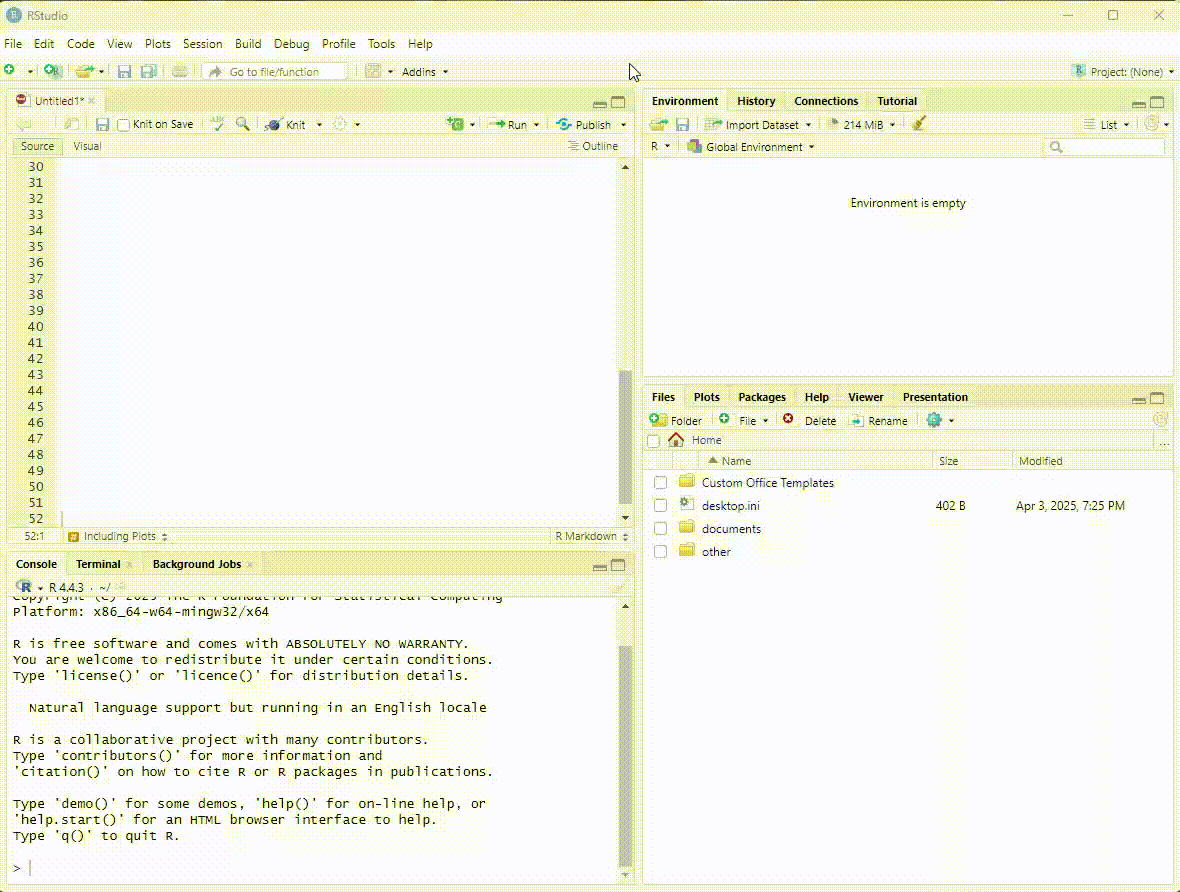 RStudio
File Edit Code View Plots Session Build Debug Profile Tools Help
Go to file/function Addins Project: (None)
Untitled1*
Knit on Save Knit Run Publish
Source Visual Outline
30
31
32
33
34
35
36
37
38
39
40
41
42
43
44
45
46
47
48
49
50
51
52
52:1 Including Plots R Markdown
Console Terminal Background Jobs
R 4.4.3 · ~/
Copyright (C) 2025 The R Foundation for Statistical Computing
Platform: x86_64-w64-mingw32/x64
R is free software and comes with ABSOLUTELY NO WARRANTY.
You are welcome to redistribute it under certain conditions.
Type 'license()' or 'licence()' for distribution details.
Natural language support but running in an English locale
R is a collaborative project with many contributors.
Type 'contributors()' for more information and
'citation()' on how to cite R or R packages in publications.
Type 'demo()' for some demos, 'help()' for on-line help, or
'help.start()' for an HTML browser interface to help.
Type 'q()' to quit R.
>
Environment History Connections Tutorial
Import Dataset 214 MiB List
R Global Environment
Environment is empty
Files Plots Packages Help Viewer Presentation
Folder File Delete Rename
Home ...
Name Size Modified
Custom Office Templates
desktop.ini 402 B Apr 3, 2025, 7:25 PM
documents
other